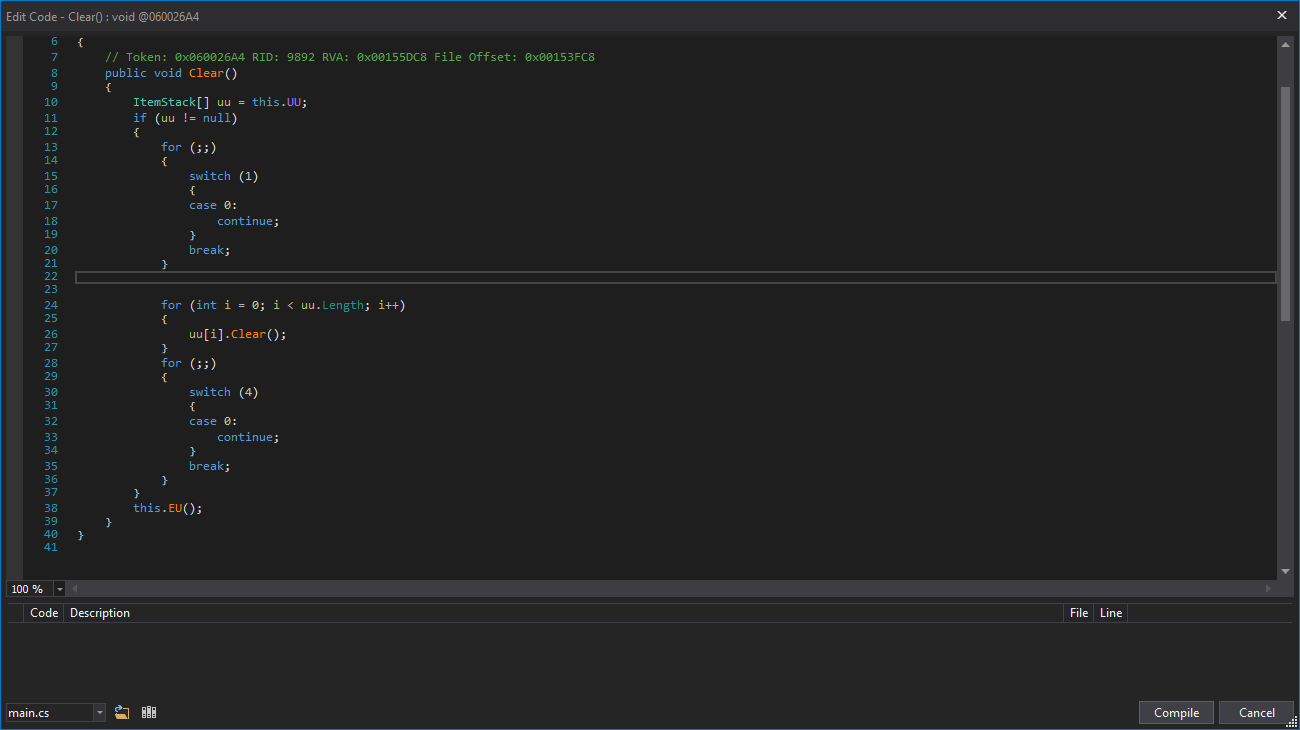 Edit Code - Clear() : void @060026A4
6 {
7 // Token: 0x060026A4 RID: 9892 RVA: 0x00155DC8 File Offset: 0x00153FC8
8 public void Clear()
9 {
10 ItemStack[] uu = this.UU;
11 if (uu != null)
12 {
13 for (;;)
14 {
15 switch (1)
16 {
17 case 0:
18 continue;
19 }
20 break;
21 }
22
23
24 for (int i = 0; i < uu.Length; i++)
25 {
26 uu[i].Clear();
27 }
28 for (;;)
29 {
30 switch (4)
31 {
32 case 0:
33 continue;
34 }
35 break;
36 }
37 }
38 this.EU();
39 }
40 }
41
100 %
Code Description File Line
main.cs
Compile Cancel